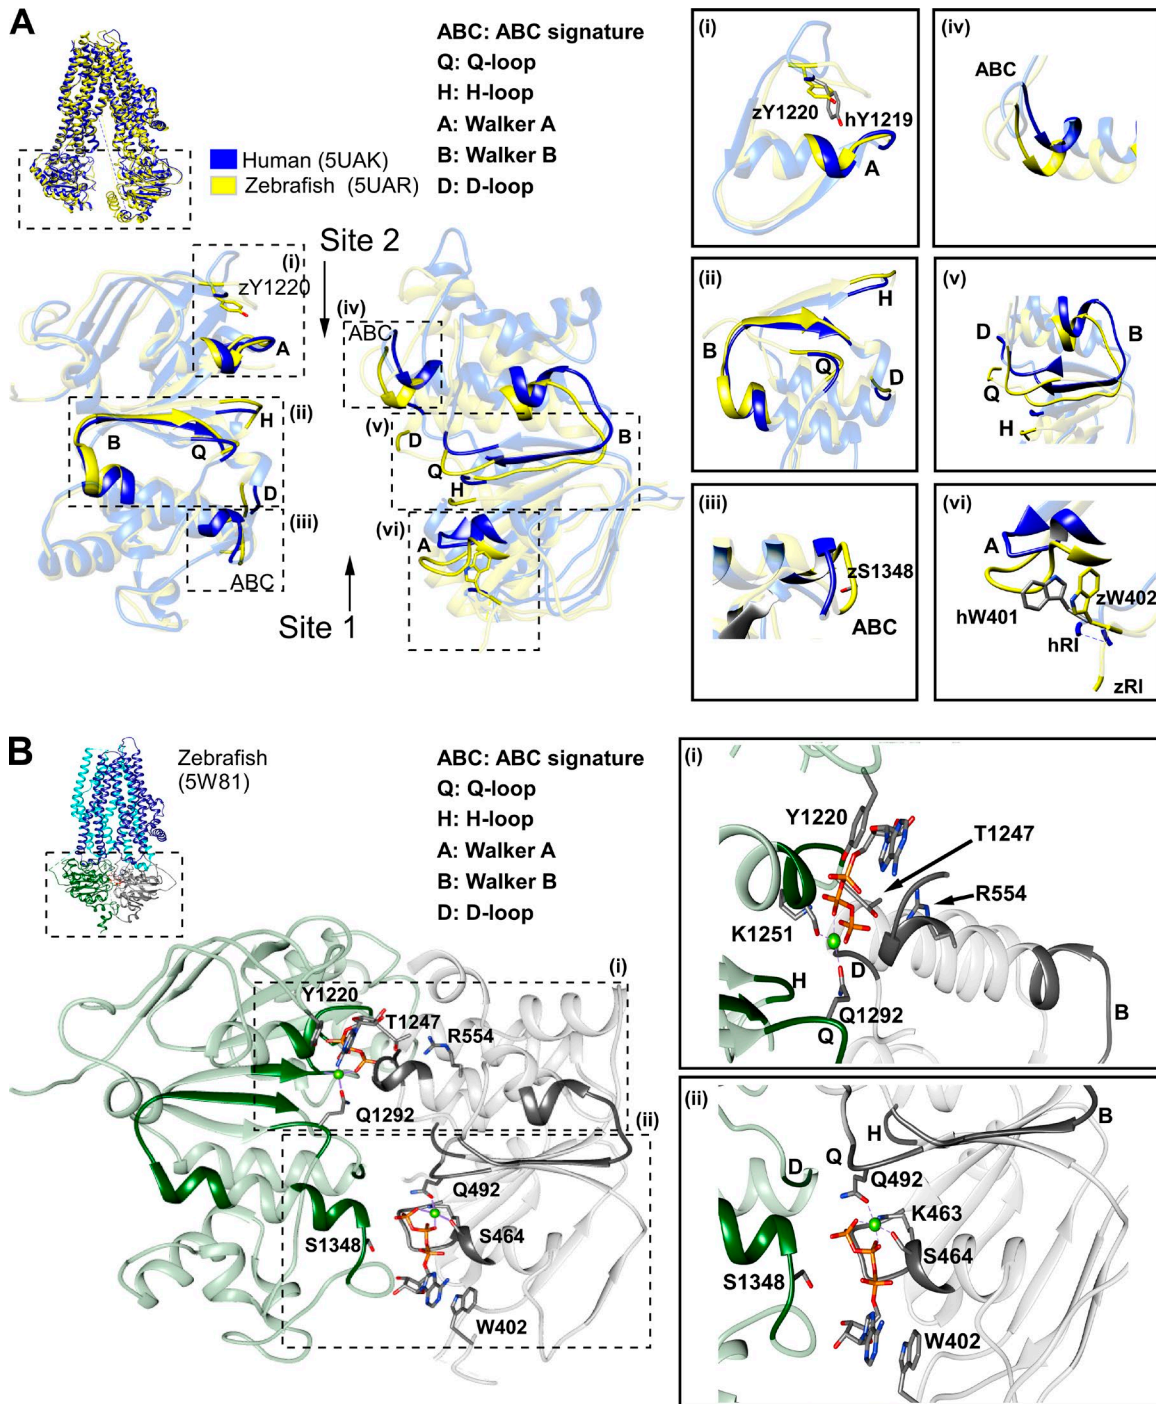 A
ABC: ABC signature
Q: Q-loop
H: H-loop
A: Walker A
B: Walker B
D: D-loop
Human (5UAK)
Zebrafish (5UAR)
Site 2
(i)
zY1220
A
(iv)
ABC
(ii)
H
B
Q
D
(iii)
ABC
(v)
D
B
Q
H
(vi)
A
Site 1
(i)
zY1220
hY1219
A
(iv)
ABC
(ii)
H
B
Q
D
(v)
D
B
Q
H
(iii)
zS1348
ABC
(vi)
A
zW402
hW401
hRI
zRI
B
Zebrafish
(5W81)
ABC: ABC signature
Q: Q-loop
H: H-loop
A: Walker A
B: Walker B
D: D-loop
(i)
Y1220
T1247
R554
Q1292
(ii)
Q492
S464
S1348
W402
(i)
Y1220
T1247
R554
K1251
D
H
Q1292
Q
B
(ii)
B
H
Q
D
Q492
K463
S464
S1348
W402